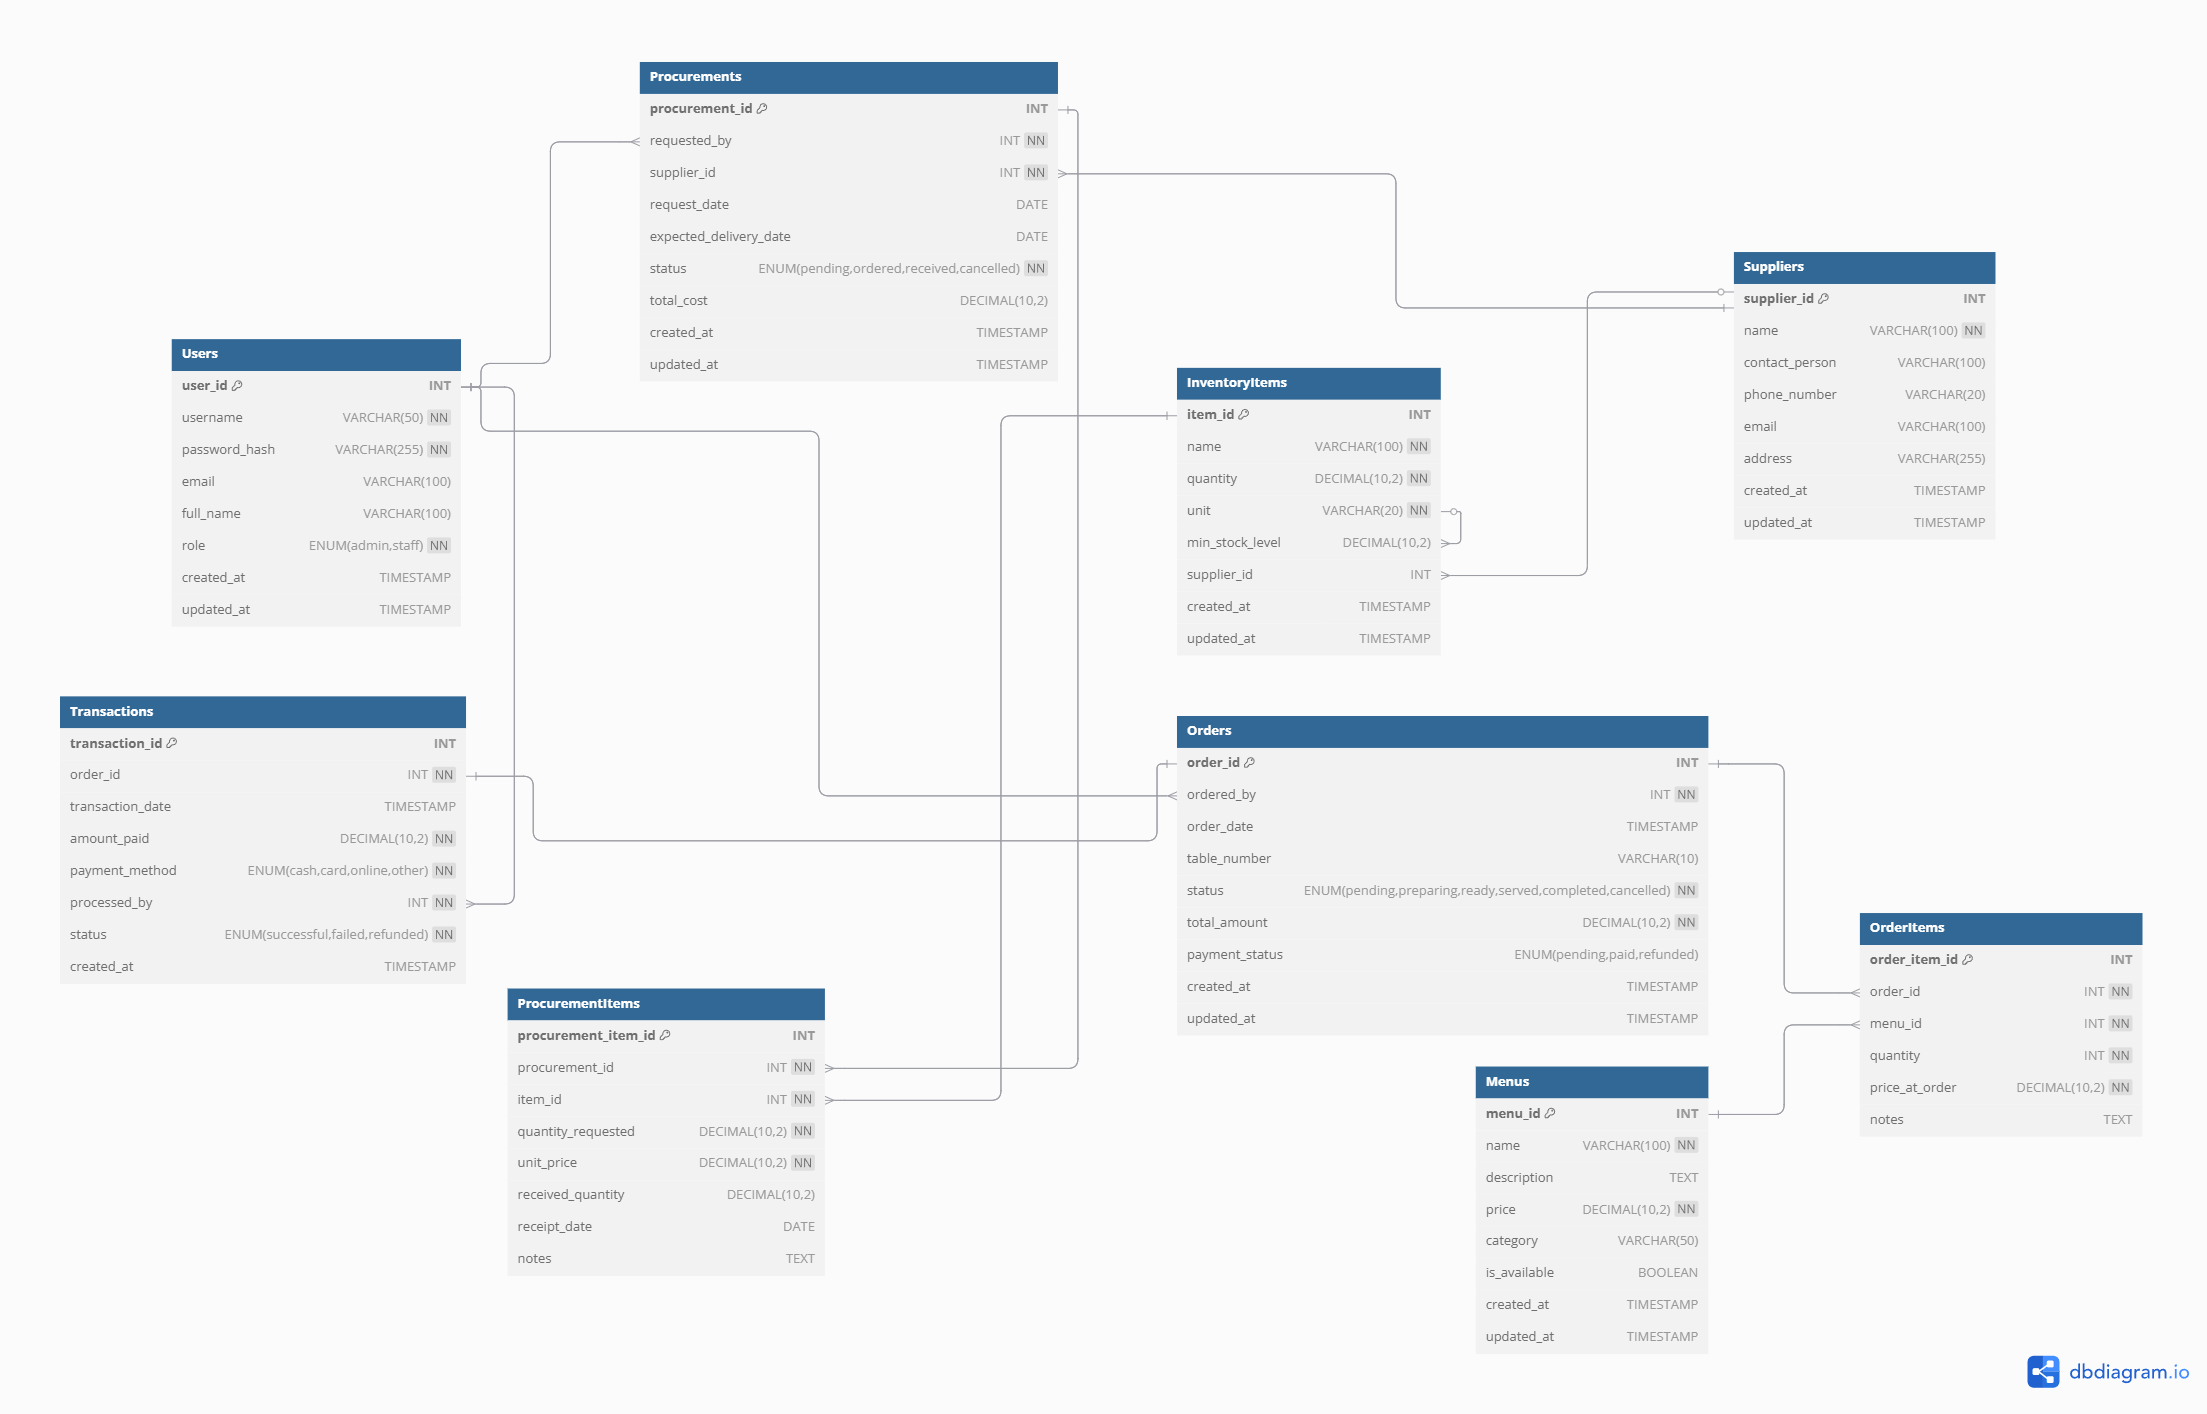 Procurements
procurement_id INT
requested_by INT NN
supplier_id INT NN
request_date DATE
expected_delivery_date DATE
status ENUM(pending,ordered,received,cancelled) NN
total_cost DECIMAL(10,2)
created_at TIMESTAMP
updated_at TIMESTAMP
Suppliers
supplier_id INT
name VARCHAR(100) NN
contact_person VARCHAR(100)
phone_number VARCHAR(20)
email VARCHAR(100)
address VARCHAR(255)
created_at TIMESTAMP
updated_at TIMESTAMP
Users
user_id INT
username VARCHAR(50) NN
password_hash VARCHAR(255) NN
email VARCHAR(100)
full_name VARCHAR(100)
role ENUM(admin,staff) NN
created_at TIMESTAMP
updated_at TIMESTAMP
InventoryItems
item_id INT
name VARCHAR(100) NN
quantity DECIMAL(10,2) NN
unit VARCHAR(20) NN
min_stock_level DECIMAL(10,2)
supplier_id INT
created_at TIMESTAMP
updated_at TIMESTAMP
Transactions
transaction_id INT
order_id INT NN
transaction_date TIMESTAMP
amount_paid DECIMAL(10,2) NN
payment_method ENUM(cash,card,online,other) NN
processed_by INT NN
status ENUM(successful,failed,refunded) NN
created_at TIMESTAMP
Orders
order_id INT
ordered_by INT NN
order_date TIMESTAMP
table_number VARCHAR(10)
status ENUM(pending,preparing,ready,served,completed,cancelled) NN
total_amount DECIMAL(10,2) NN
payment_status ENUM(pending,paid,refunded)
created_at TIMESTAMP
updated_at TIMESTAMP
OrderItems
order_item_id INT
order_id INT NN
menu_id INT NN
quantity INT NN
price_at_order DECIMAL(10,2) NN
notes TEXT
ProcurementItems
procurement_item_id INT
procurement_id INT NN
item_id INT NN
quantity_requested DECIMAL(10,2) NN
unit_price DECIMAL(10,2) NN
received_quantity DECIMAL(10,2)
receipt_date DATE
notes TEXT
Menus
menu_id INT
name VARCHAR(100) NN
description TEXT
price DECIMAL(10,2) NN
category VARCHAR(50)
is_available BOOLEAN
created_at TIMESTAMP
updated_at TIMESTAMP
dbdiagram.io